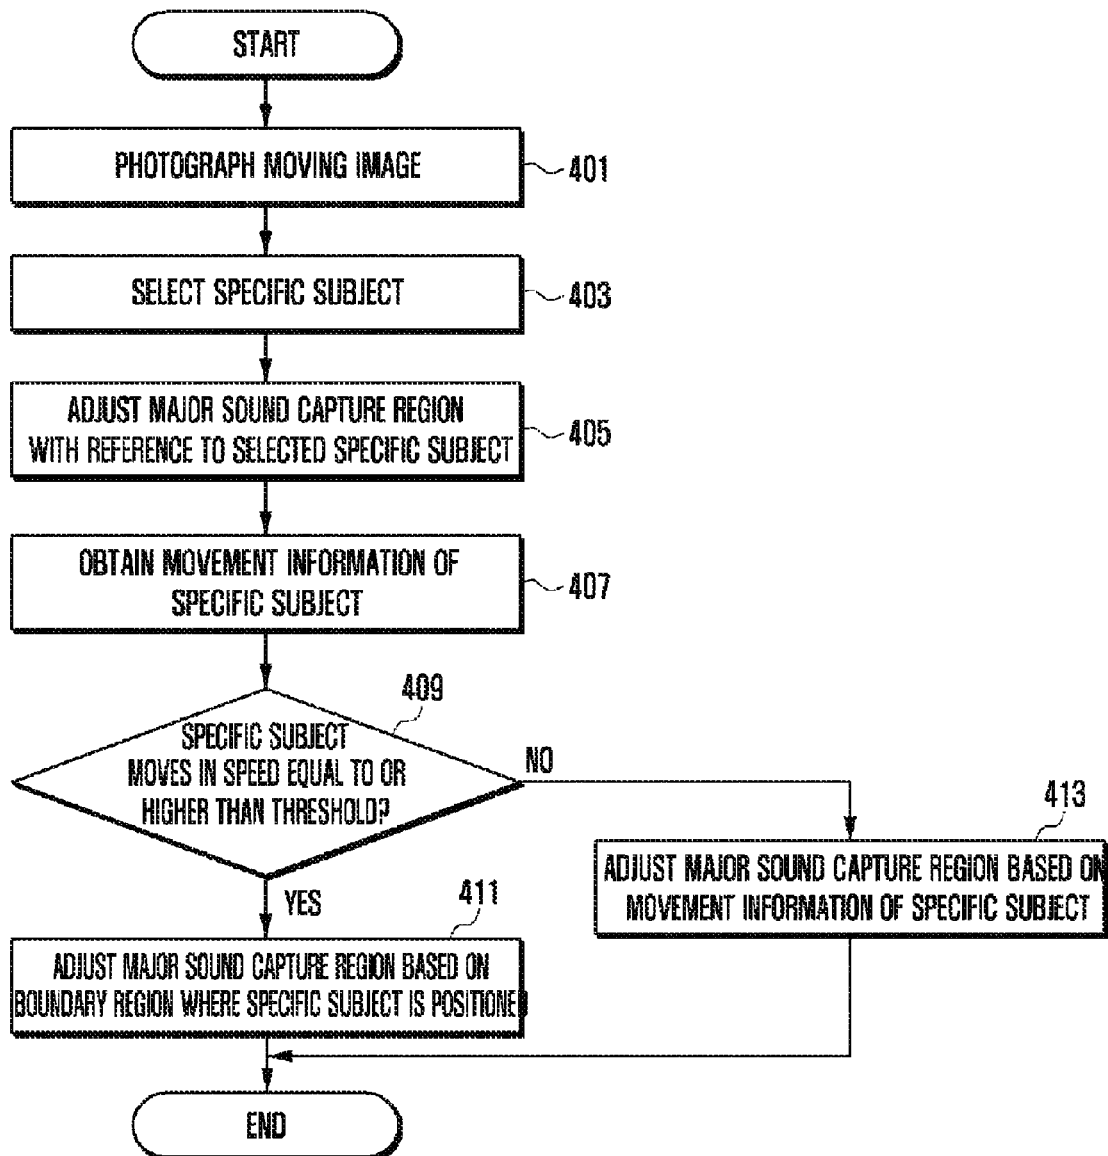 START
PHOTOGRAPH MOVING IMAGE
401
SELECT SPECIFIC SUBJECT
403
ADJUST MAJOR SOUND CAPTURE REGION
WITH REFERENCE TO SELECTED SPECIFIC SUBJECT
405
OBTAIN MOVEMENT INFORMATION OF
SPECIFIC SUBJECT
407
409
SPECIFIC SUBJECT
MOVES IN SPEED EQUAL TO OR
HIGHER THAN THRESHOLD?
NO
413
ADJUST MAJOR SOUND CAPTURE REGION BASED ON
MOVEMENT INFORMATION OF SPECIFIC SUBJECT
YES
411
ADJUST MAJOR SOUND CAPTURE REGION BASED ON
BOUNDARY REGION WHERE SPECIFIC SUBJECT IS POSITIONED
END